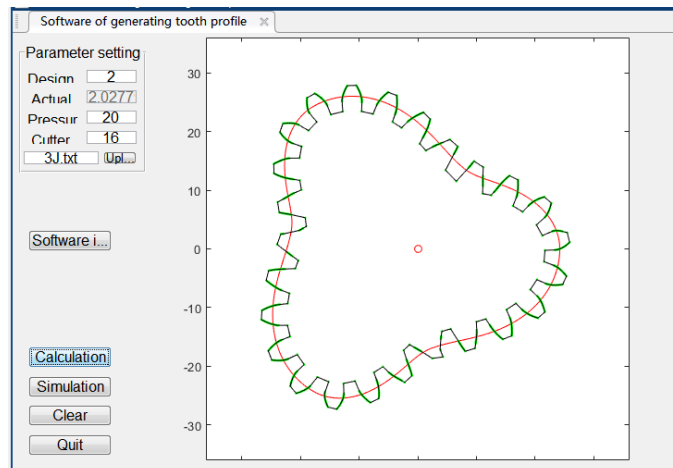 Software of generating tooth profile
Parameter setting
Design 2
Actual 2.0277
Pressur 20
Cutter 16
3J.txt Upl...
Software i...
Calculation
Simulation
Clear
Quit
30
20
10
0
-10
-20
-30